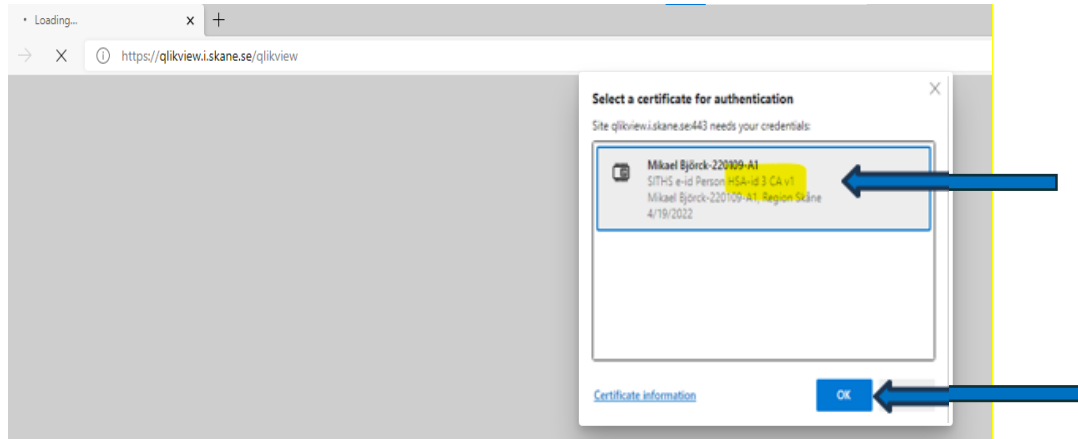 Loading...
https://qlikview.i.skane.se/qlikview
Select a certificate for authentication
Site qlikview.i.skane.se:443 needs your credentials:
Mikael Björck-220109-A1
SITHS e-id Person HSA-id 3 CA v1
Mikael Björck-220109-A1, Region Skåne
4/19/2022
Certificate information
OK